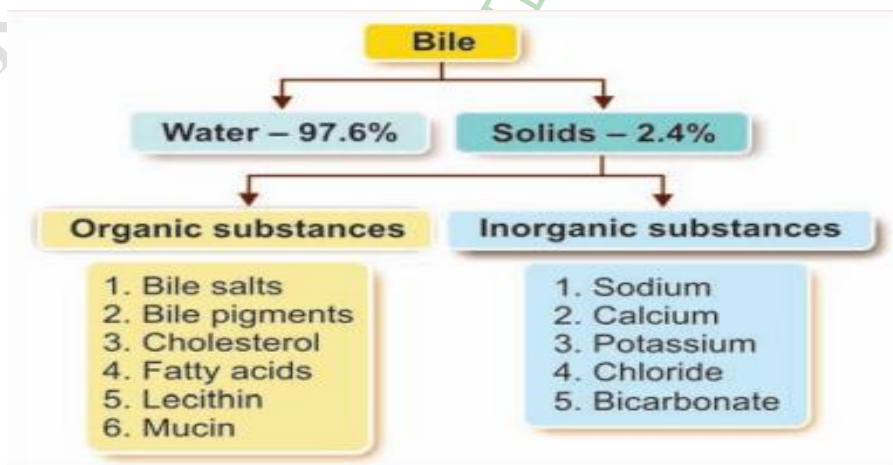 Bile
Water – 97.6%
Solids – 2.4%
Organic substances
Inorganic substances
1. Bile salts
2. Bile pigments
3. Cholesterol
4. Fatty acids
5. Lecithin
6. Mucin
1. Sodium
2. Calcium
3. Potassium
4. Chloride
5. Bicarbonate